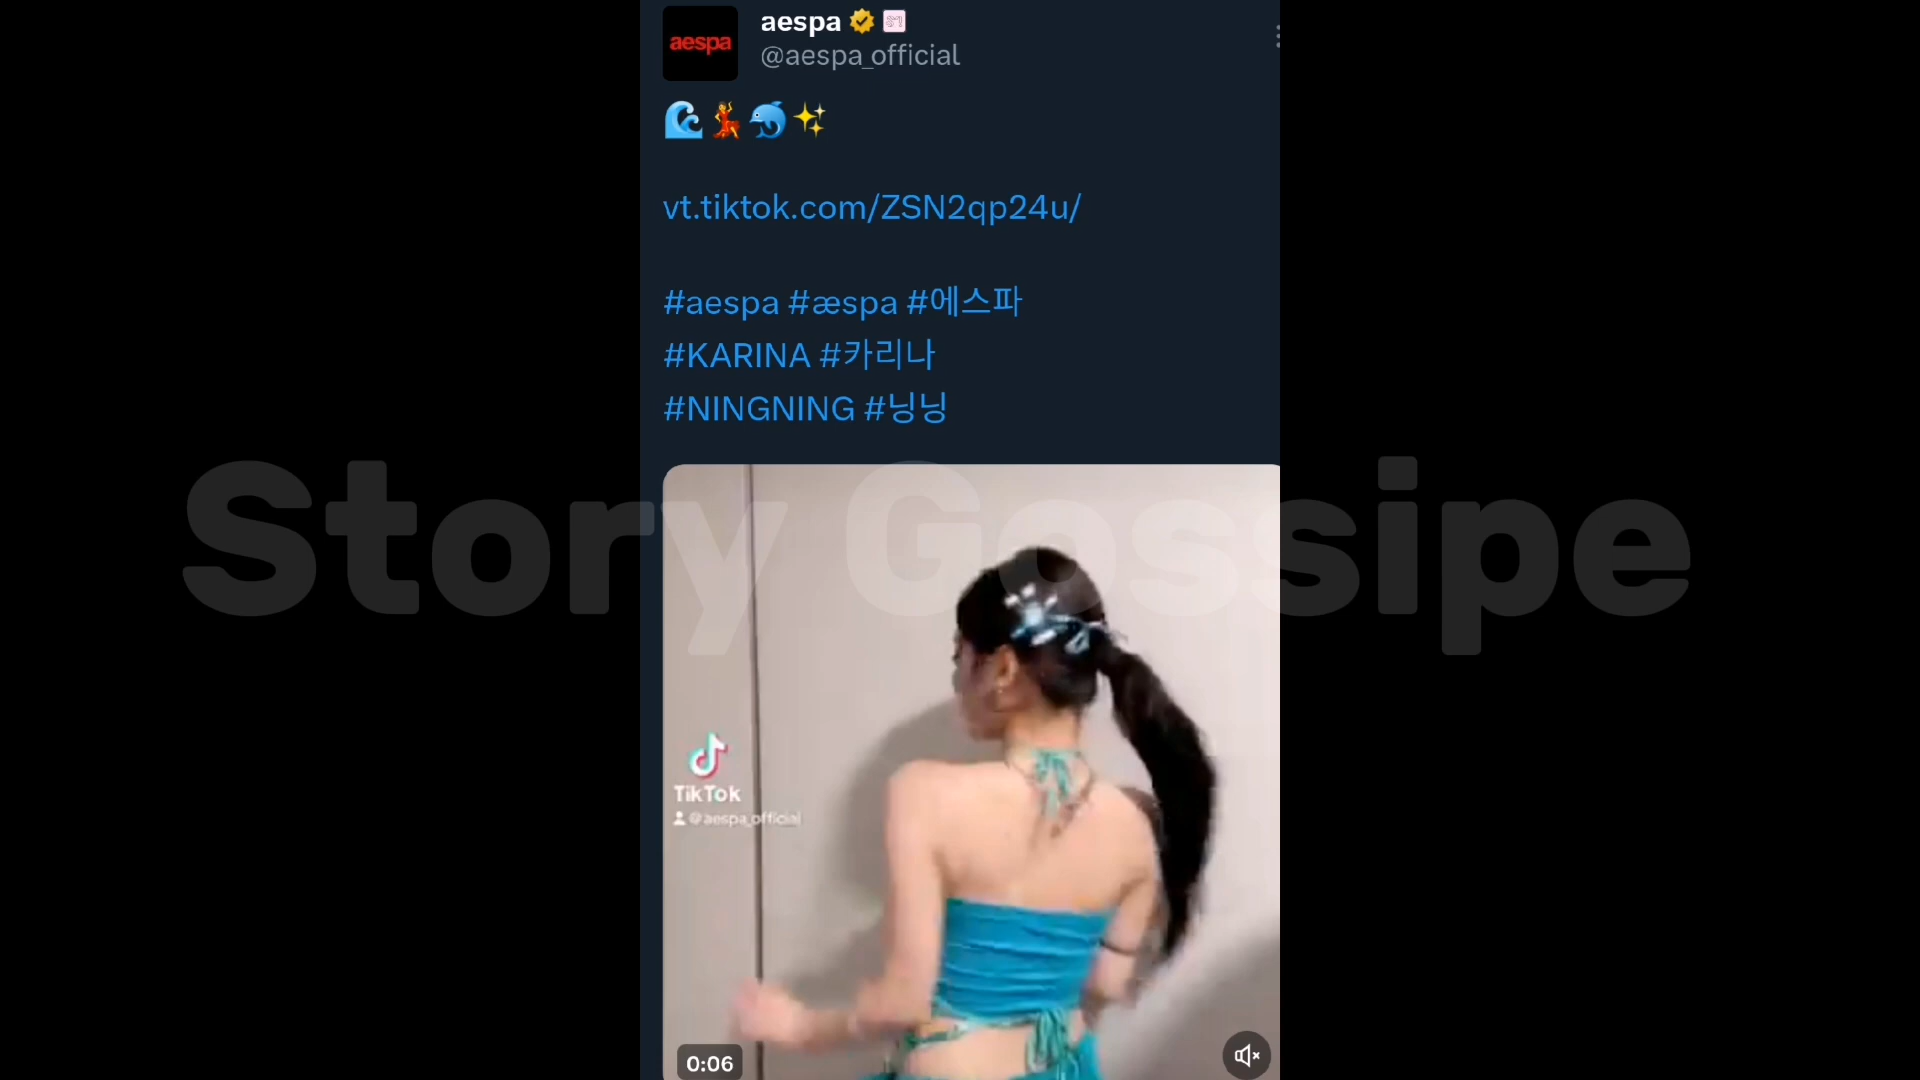 aespa
aespa
@aespa_official
vt.tiktok.com/ZSN2qp24u/
#aespa #æspa #에스파
#KARINA #카리나
#NINGNING #닝닝
Story Gossipe
TikTok
@aespa_official
0:06